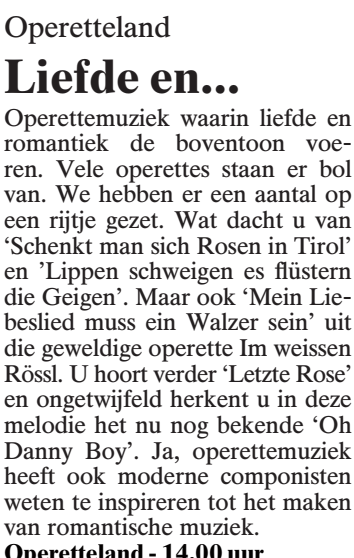 Operetteland
Liefde en...
Operettemuziek waarin liefde en
romantiek de boventoon voe-
ren. Vele operettes staan er bol
van. We hebben er een aantal op
een rijtje gezet. Wat dacht u van
‘Schenkt man sich Rosen in Tirol’
en ’Lippen schweigen es flüstern
die Geigen’. Maar ook ‘Mein Lie-
beslied muss ein Walzer sein’ uit
die geweldige operette Im weissen
Rössl. U hoort verder ‘Letzte Rose’
en ongetwijfeld herkent u in deze
melodie het nu nog bekende ‘Oh
Danny Boy’. Ja, operettemuziek
heeft ook moderne componisten
weten te inspireren tot het maken
van romantische muziek.
Operetteland - 14.00 uur